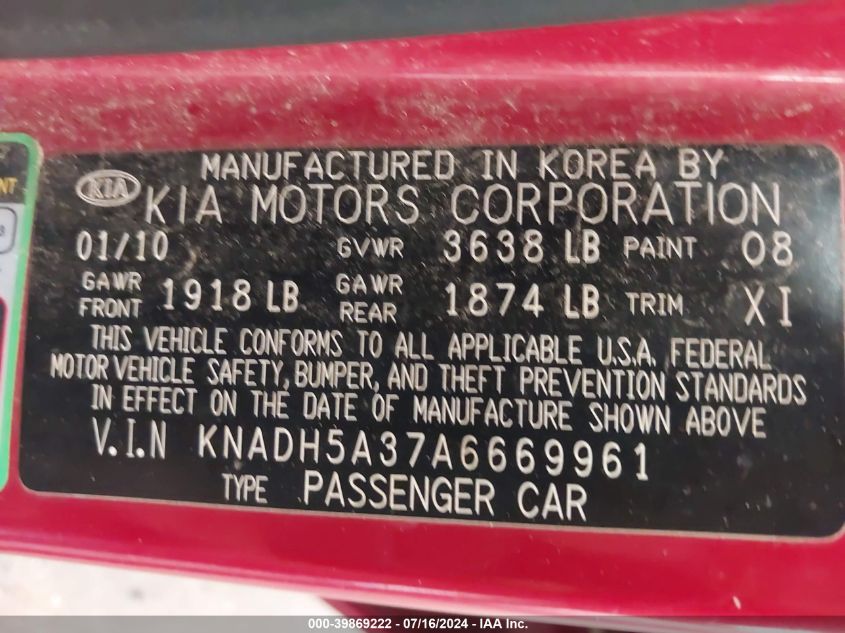 MANUFACTURED IN KOREA BY
KIA KIA MOTORS CORPORATION
01/10 GVWR 3638 LB PAINT 08
GAWR FRONT 1918 LB GAWR REAR 1874 LB TRIM XI
THIS VEHICLE CONFORMS TO ALL APPLICABLE U.S.A. FEDERAL
MOTOR VEHICLE SAFETY, BUMPER, AND THEFT PREVENTION STANDARDS
IN EFFECT ON THE DATE OF MANUFACTURE SHOWN ABOVE
V.I.N KNADH5A37A6669961
TYPE PASSENGER CAR
000-39869222 - 07/16/2024 - IAA Inc.